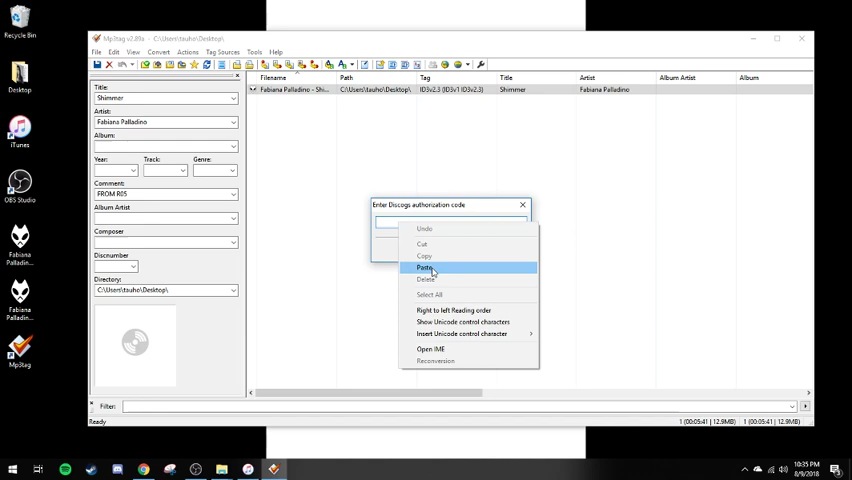 Recycle Bin
Desktop
iTunes
OBS Studio
Fabiana
Palladin...
Fabiana
Palladin...
Mp3tag
Mp3tag v2.89a - C:\Users\tauho\Desktop\
File Edit View Convert Actions Tag Sources Tools Help
Title:
Shimmer
Artist:
Fabiana Palladino
Album:
Year: Track: Genre:
Comment:
FROM R05
Album Artist
Composer
Discnumber
Directory:
C:\Users\tauho\Desktop\
Filename Path Tag Title Artist Album Artist Album
Fabiana Palladino - Shi... C:\Users\tauho\Desktop\ ID3v2.3 (ID3v1 ID3v2.3) Shimmer Fabiana Palladino
Enter Discogs authorization code
Undo
Cut
Copy
Paste
Delete
Select All
Right to left Reading order
Show Unicode control characters
Insert Unicode control character
Open IME
Reconversion
Filter:
Ready
1 (00:05:41 | 12.9MB) 1 (00:05:41 | 12.9MB)
10:35 PM
8/9/2018
3